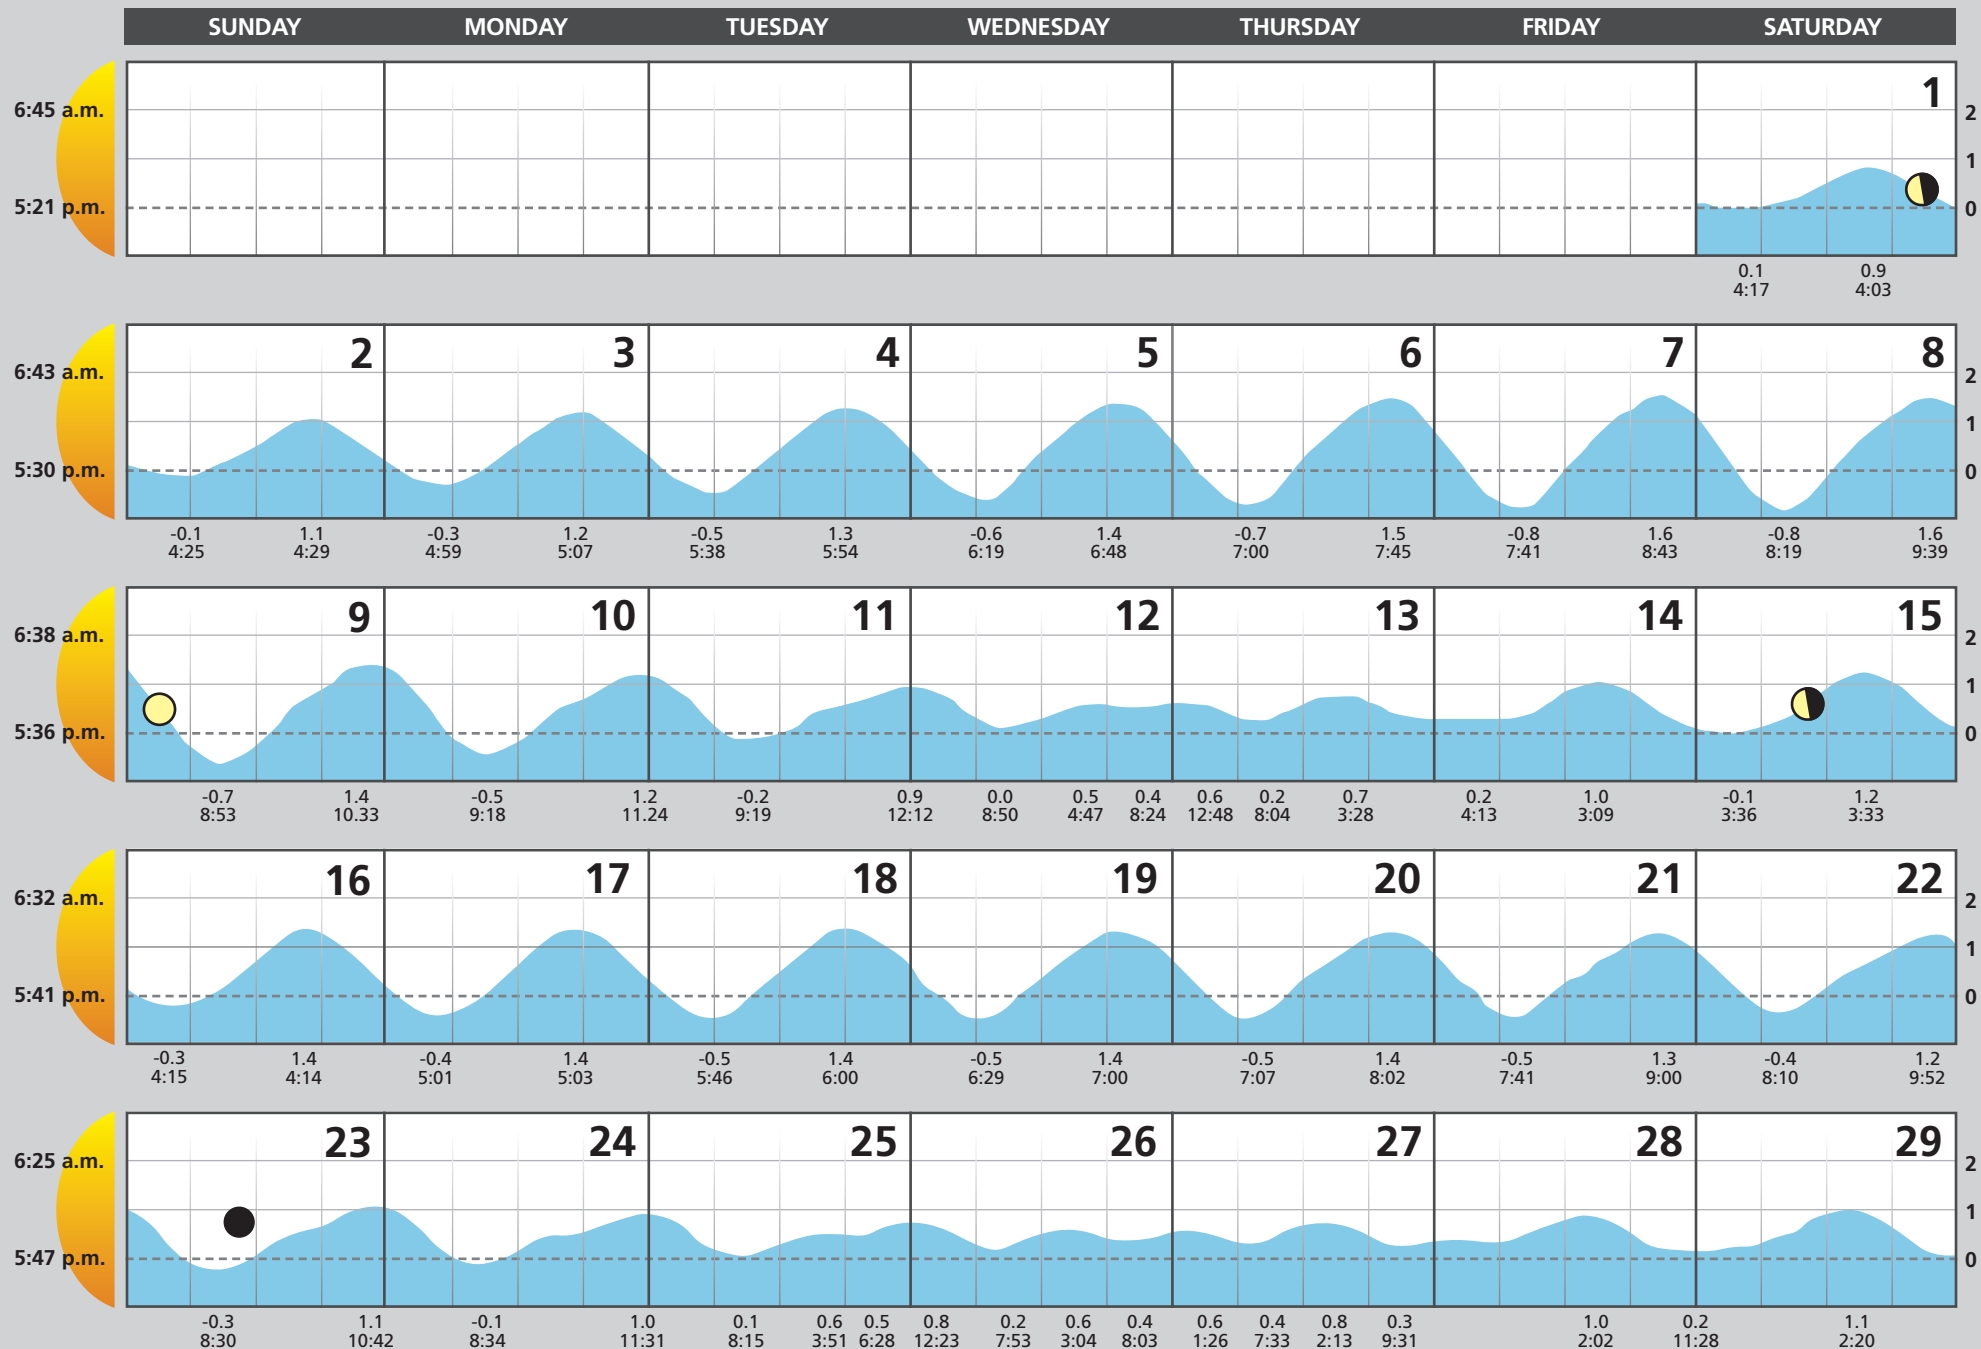 SUNDAY MONDAY TUESDAY WEDNESDAY THURSDAY FRIDAY SATURDAY
1
6:45 a.m. 2
1
5:21 p.m. 0
0.1 0.9
4:17 4:03
2 3 4 5 6 7 8
6:43 a.m. 2
1
5:30 p.m. 0
-0.1 1.1 -0.3 1.2 -0.5 1.3 -0.6 1.4 -0.7 1.5 -0.8 1.6 -0.8 1.6
4:25 4:29 4:59 5:07 5:38 5:54 6:19 6:48 7:00 7:45 7:41 8:43 8:19 9:39
9 10 11 12 13 14 15
6:38 a.m. 2
1
5:36 p.m. 0
-0.7 1.4 -0.5 1.2 -0.2 0.9 0.0 0.5 0.4 0.6 0.2 0.7 0.2 1.0 -0.1 1.2
8:53 10.33 9:18 11.24 9:19 12:12 8:50 4:47 8:24 12:48 8:04 3:28 4:13 3:09 3:36 3:33
16 17 18 19 20 21 22
6:32 a.m. 2
1
5:41 p.m. 0
-0.3 1.4 -0.4 1.4 -0.5 1.4 -0.5 1.4 -0.5 1.4 -0.5 1.3 -0.4 1.2
4:15 4:14 5:01 5:03 5:46 6:00 6:29 7:00 7:07 8:02 7:41 9:00 8:10 9:52
23 24 25 26 27 28 29
6:25 a.m. 2
1
5:47 p.m. 0
-0.3 1.1 -0.1 1.0 0.1 0.6 0.5 0.8 0.2 0.6 0.4 0.6 0.4 0.8 0.3 1.0 0.2 1.1
8:30 10:42 8:34 11:31 8:15 3:51 6:28 12:23 7:53 3:04 8:03 1:26 7:33 2:13 9:31 2:02 11:28 2:20